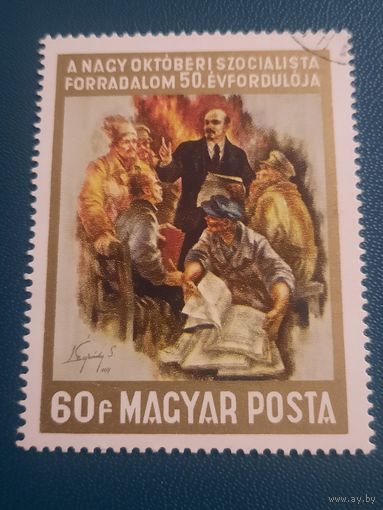 A NAGY OKTÓBERI SZOCIALISTA
FORRADALOM 50. ÉVFORDULÓJA
60f MAGYAR POSTA
www.ay.by